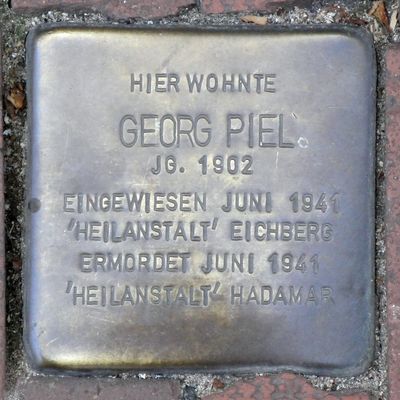 HIER WOHNTE
GEORG PIEL
JG. 1902
EINGEWIESEN JUNI 1941
'HEILANSTALT' EICHBERG
ERMORDET JUNI 1941
'HEILANSTALT' HADAMAR